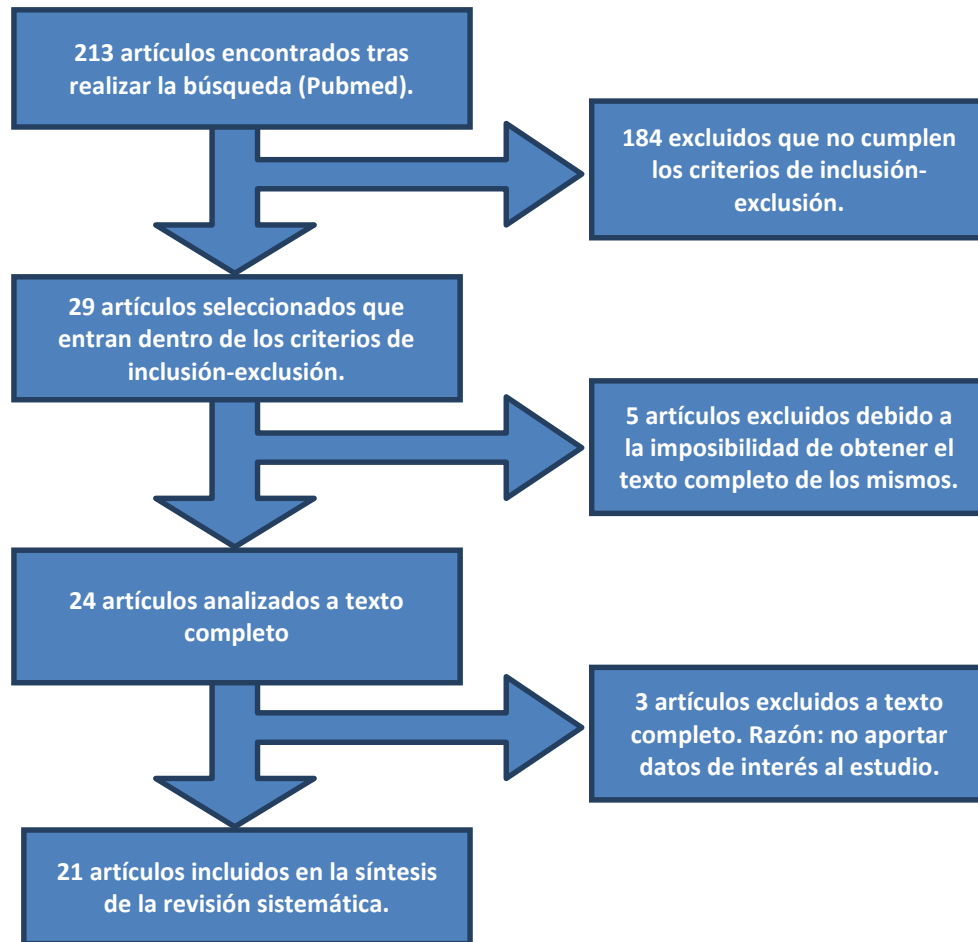 213 artículos encontrados tras
realizar la búsqueda (Pubmed).
184 excluidos que no cumplen
los criterios de inclusión-
exclusión.
29 artículos seleccionados que
entran dentro de los criterios de
inclusión-exclusión.
5 artículos excluidos debido a
la imposibilidad de obtener el
texto completo de los mismos.
24 artículos analizados a texto
completo
3 artículos excluidos a texto
completo. Razón: no aportar
datos de interés al estudio.
21 artículos incluidos en la síntesis
de la revisión sistemática.